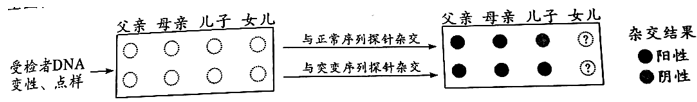 父亲 母亲 儿子 女儿
父亲 母亲 儿子 女儿
与正常序列探针杂交
杂交结果
? 
受检者DNA
阳性
变性、点样
与突变序列探针杂交
?
阴性